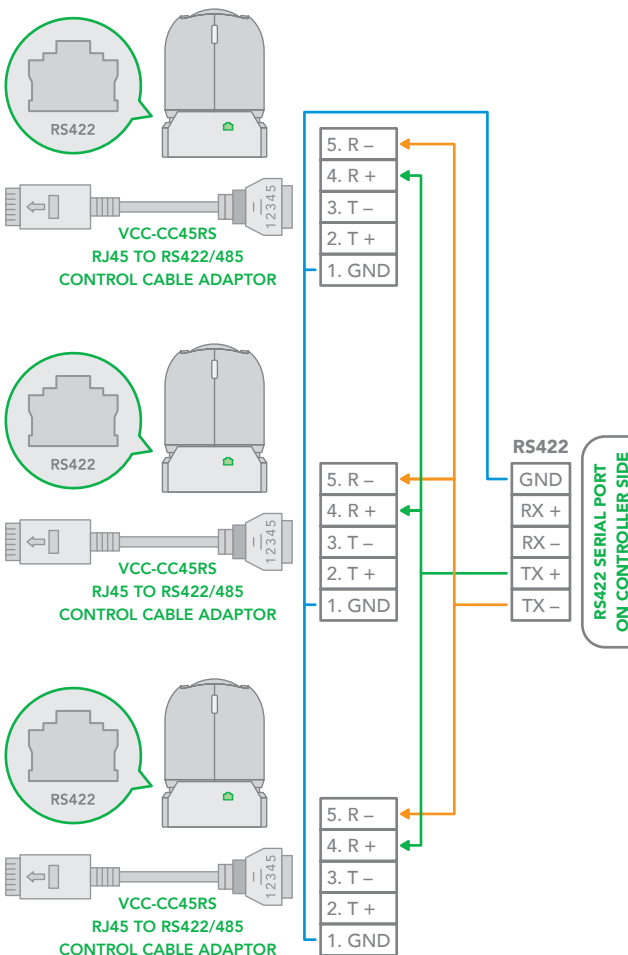 RS422
12345
VCC-CC45RS
RJ45 TO RS422/485
CONTROL CABLE ADAPTOR
5. R –
4. R +
3. T –
2. T +
1. GND
RS422
12345
VCC-CC45RS
RJ45 TO RS422/485
CONTROL CABLE ADAPTOR
5. R –
4. R +
3. T –
2. T +
1. GND
RS422
GND
RX +
RX –
TX +
TX –
RS422 SERIAL PORT
ON CONTROLLER SIDE
RS422
12345
VCC-CC45RS
RJ45 TO RS422/485
CONTROL CABLE ADAPTOR
5. R –
4. R +
3. T –
2. T +
1. GND